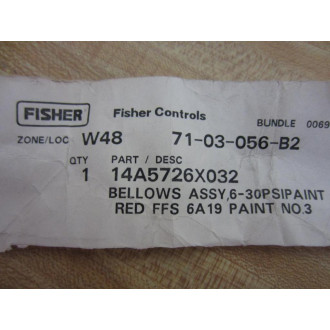 FISHER Fisher Controls
BUNDLE 0069
ZONE/LOC W48 71-03-056-B2
QTY PART / DESC
1 14A5726X032
BELLOWS ASSY,6-30PSIPAINT
RED FFS 6A19 PAINT NO.3